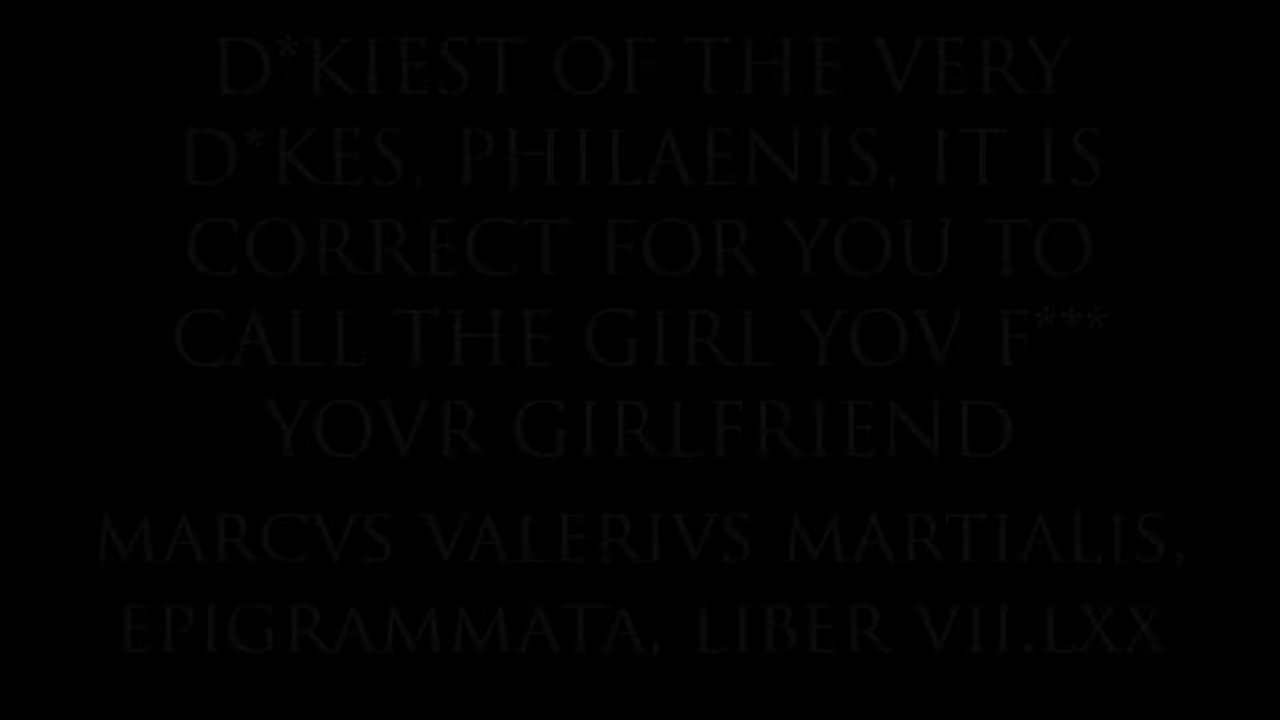 D*KIEST OF THE VERY
D*KES, PHILAENIS, IT IS
CORRECT FOR YOU TO
CALL THE GIRL YOV F***
YOVR GIRLFRIEND
MARCVS VALERIVS MARTIALIS,
EPIGRAMMATA, LIBER VII.LXX